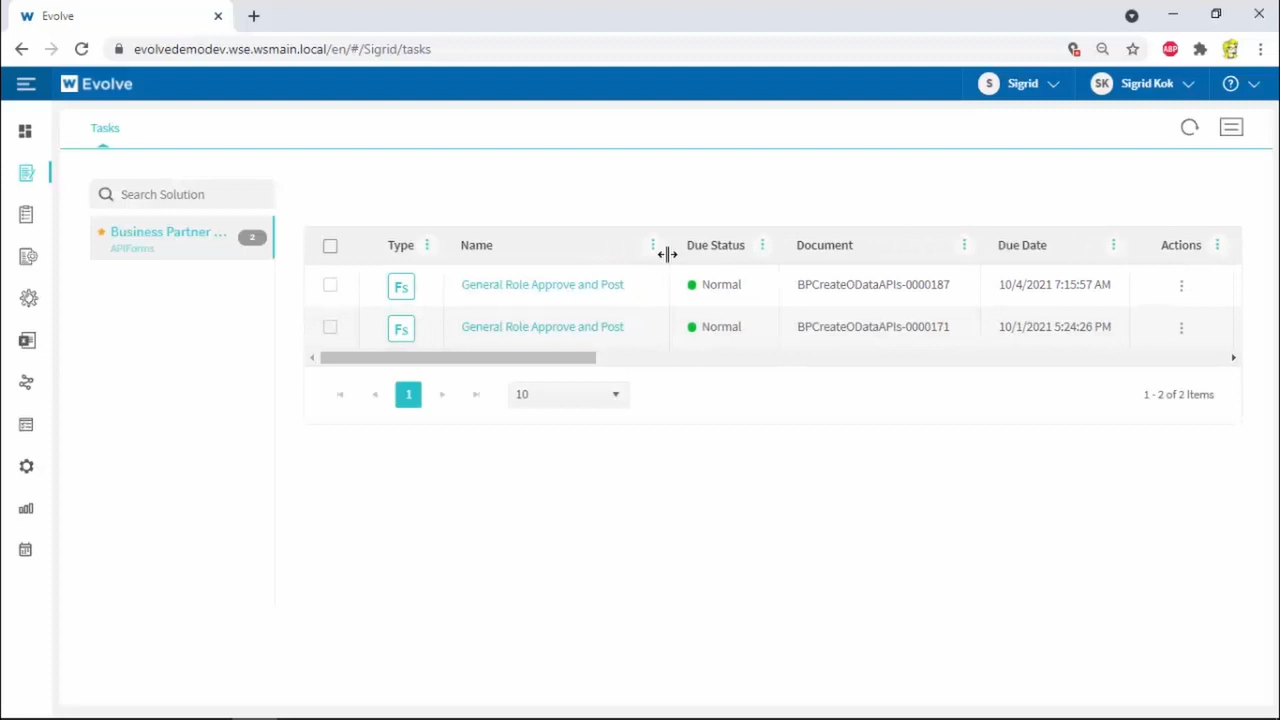 W Evolve
evolvedemodev.wse.wsmain.local/en/#/Sigrid/tasks
ABP
W Evolve
S Sigrid
SK Sigrid Kok
?
Tasks
Search Solution
Business Partner ...
2
APIForms
Type Name Due Status Document Due Date Actions
Fs General Role Approve and Post Normal BPCreateODataAPIs-0000187 10/4/2021 7:15:57 AM
Fs General Role Approve and Post Normal BPCreateODataAPIs-0000171 10/1/2021 5:24:26 PM
1 10 1 - 2 of 2 Items